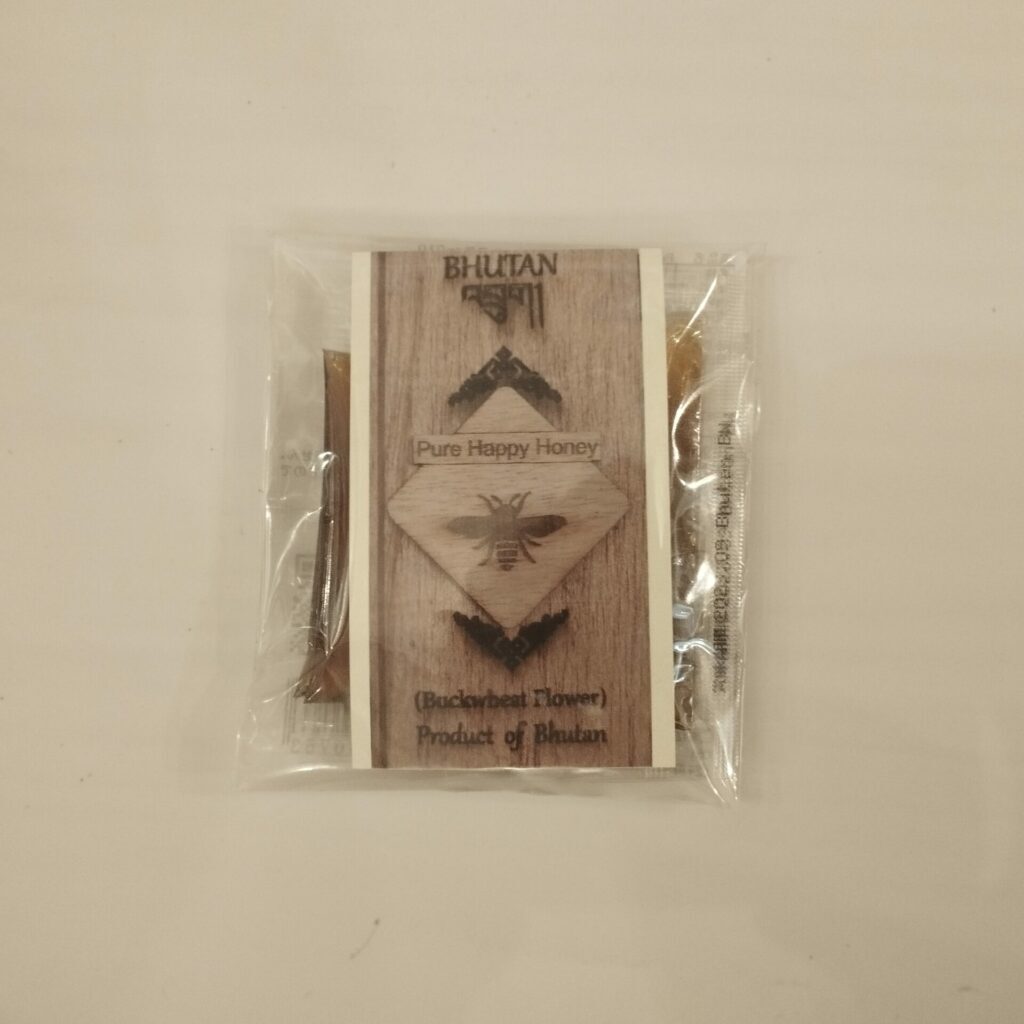 BHUTAN
འབྲུག།
Pure Happy Honey
(Buckwheat Flower)
Product of Bhutan